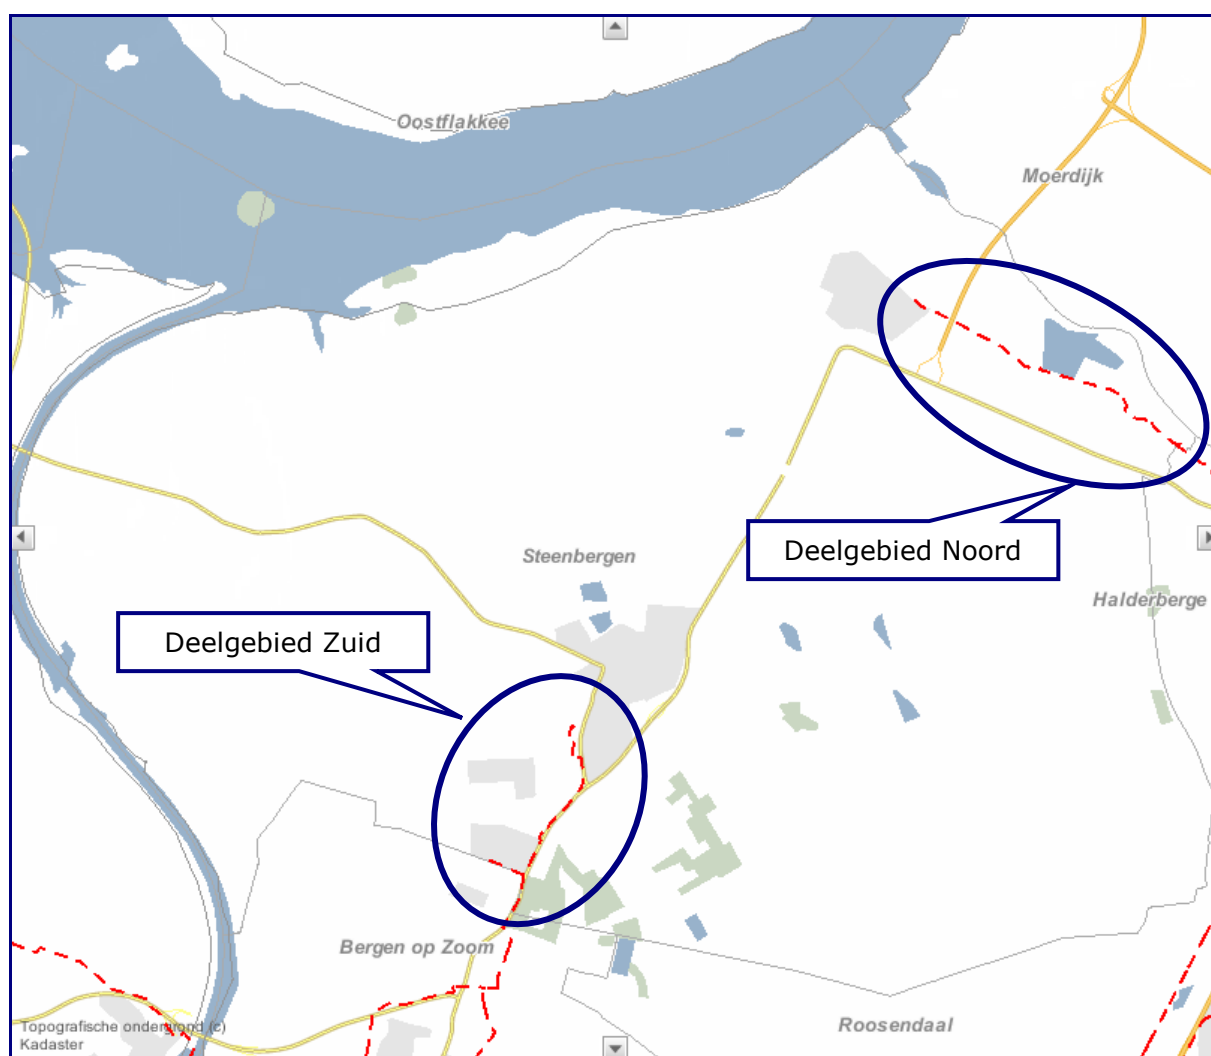 Oostflakkee
Moerdijk
Deelgebied Noord
Steenbergen
Halderberge
Deelgebied Zuid
Bergen op Zoom
Roosendaal
Topografische ondergrond (c)
Kadaster